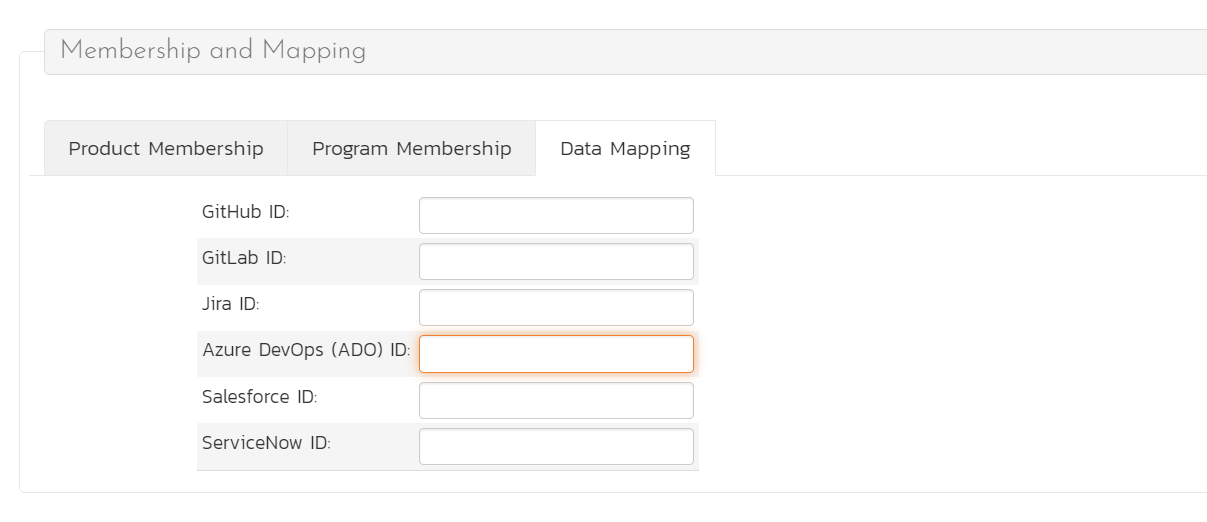 Membership and Mapping
Product Membership Program Membership Data Mapping
GitHub ID:
GitLab ID:
Jira ID:
Azure DevOps (ADO) ID:
Salesforce ID:
ServiceNow ID: